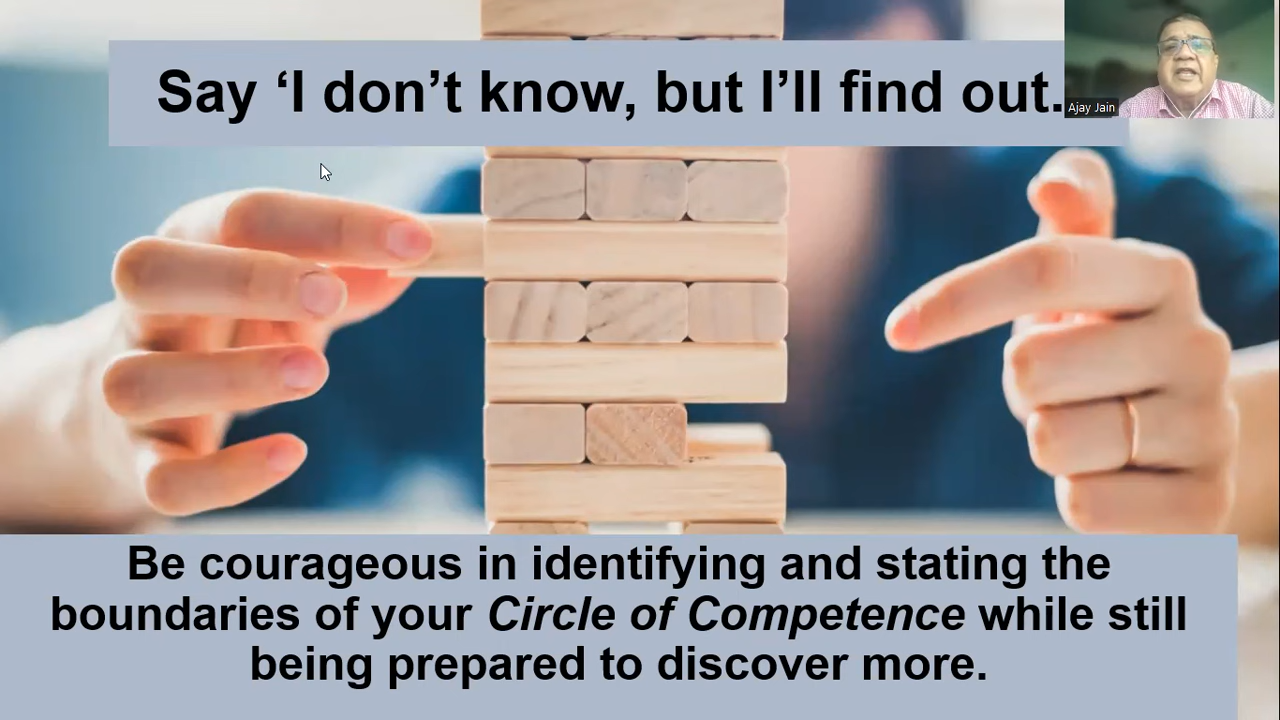 Say ‘I don’t know, but I’ll find out.
Ajay Jain
Be courageous in identifying and stating the
boundaries of your Circle of Competence while still
being prepared to discover more.